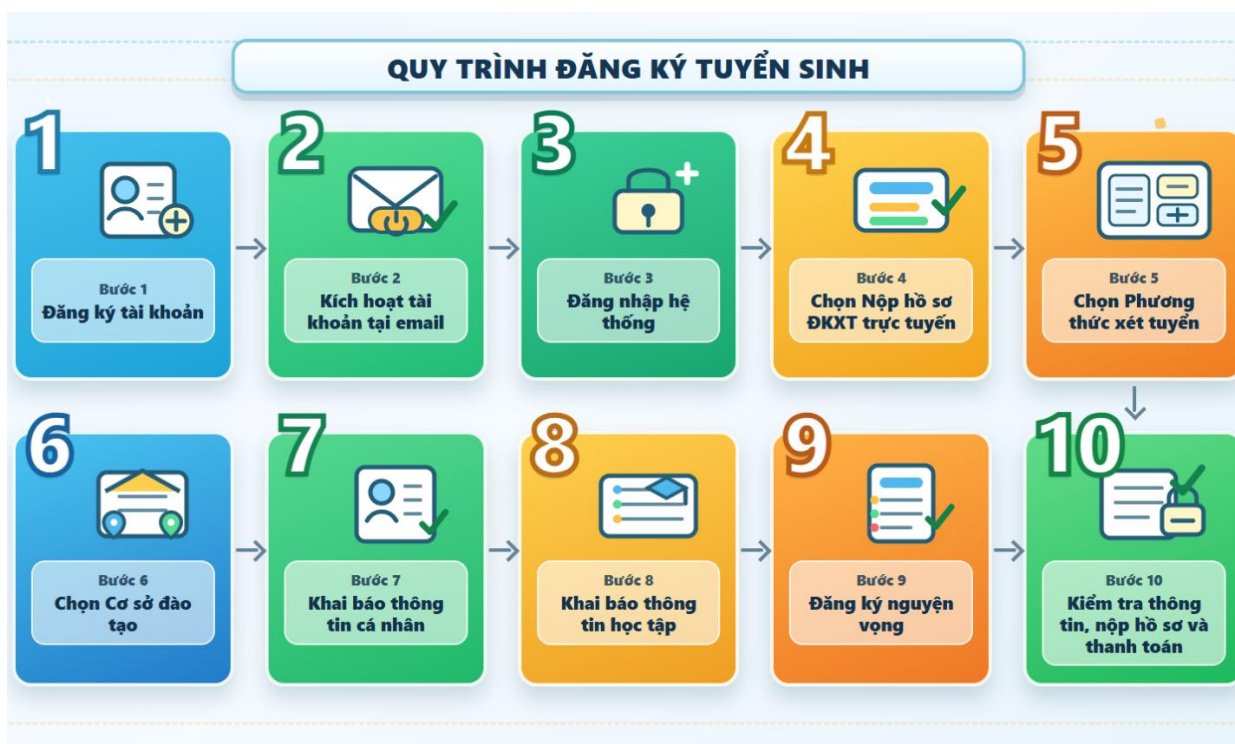 QUY TRÌNH ĐĂNG KÝ TUYỂN SINH
1
Bước 1
Đăng ký tài khoản
2
Bước 2
Kích hoạt tài
khoản tại email
3
Bước 3
Đăng nhập hệ
thống
4
Bước 4
Chọn Nộp hồ sơ
ĐKXT trực tuyến
5
Bước 5
Chọn Phương
thức xét tuyển
6
Bước 6
Chọn Cơ sở đào
tạo
7
Bước 7
Khai báo thông
tin cá nhân
8
Bước 8
Khai báo thông
tin học tập
9
Bước 9
Đăng ký nguyện
vọng
10
Bước 10
Kiểm tra thông
tin, nộp hồ sơ và
thanh toán